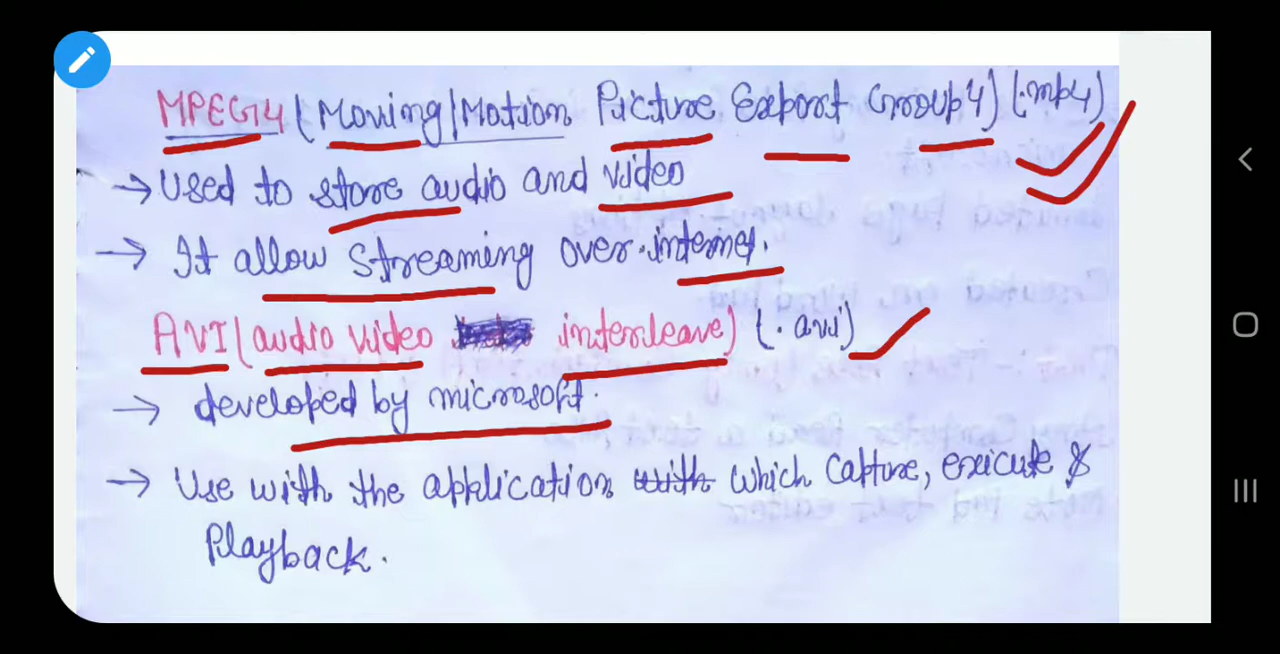 MPEG4 (Moving/Motion Picture Export Group4) (.mp4)
→ Used to store audio and video
→ It allow streaming over internet.
AVI (audio video interleave) (.avi)
→ developed by microsoft.
→ Use with the application with which capture, exicute &
Playback.